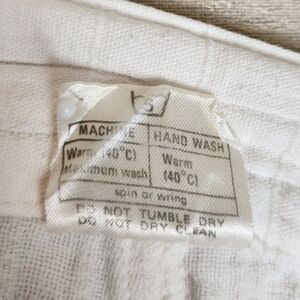 5
MACHINE HAND WASH
Warm (40°C) Warm
Maximum wash (40°C)
spin or wring
DO NOT TUMBLE DRY
DO NOT DRY CLEAN